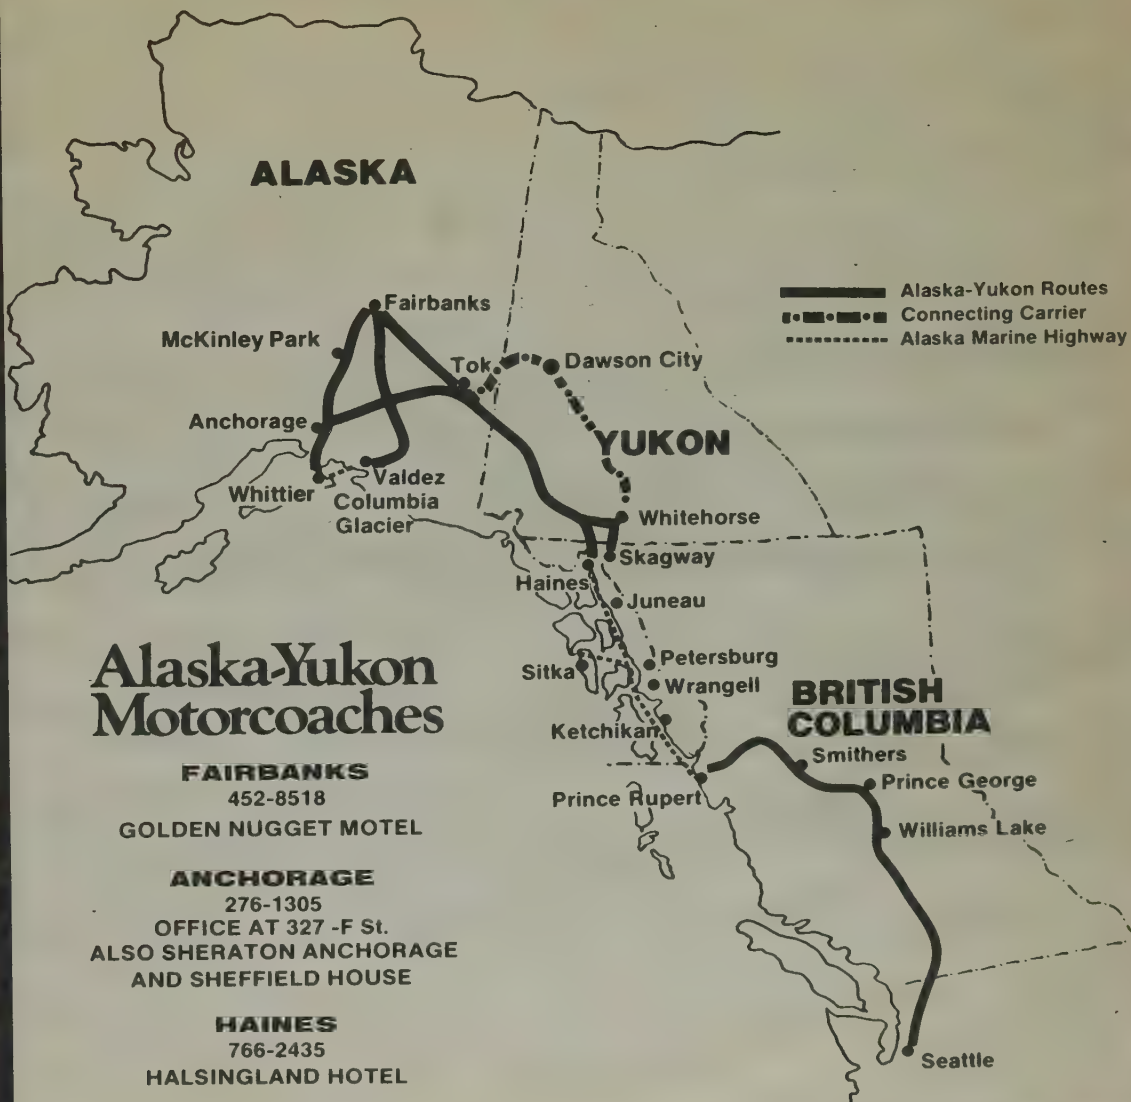 ALASKA
Fairbanks
McKinley Park
Tok
Dawson City
Anchorage
YUKON
Whittier
Valdez
Columbia
Glacier
Whitehorse
Skagway
Haines
Juneau
Sitka
Petersburg
Wrangell
Ketchikan
BRITISH
COLUMBIA
Smithers
Prince George
Prince Rupert
Williams Lake
Seattle
Alaska-Yukon Routes
Connecting Carrier
Alaska Marine Highway
Alaska-Yukon
Motorcoaches
FAIRBANKS
452-8518
GOLDEN NUGGET MOTEL
ANCHORAGE
276-1305
OFFICE AT 327 -F St.
ALSO SHERATON ANCHORAGE
AND SHEFFIELD HOUSE
HAINES
766-2435
HALSINGLAND HOTEL